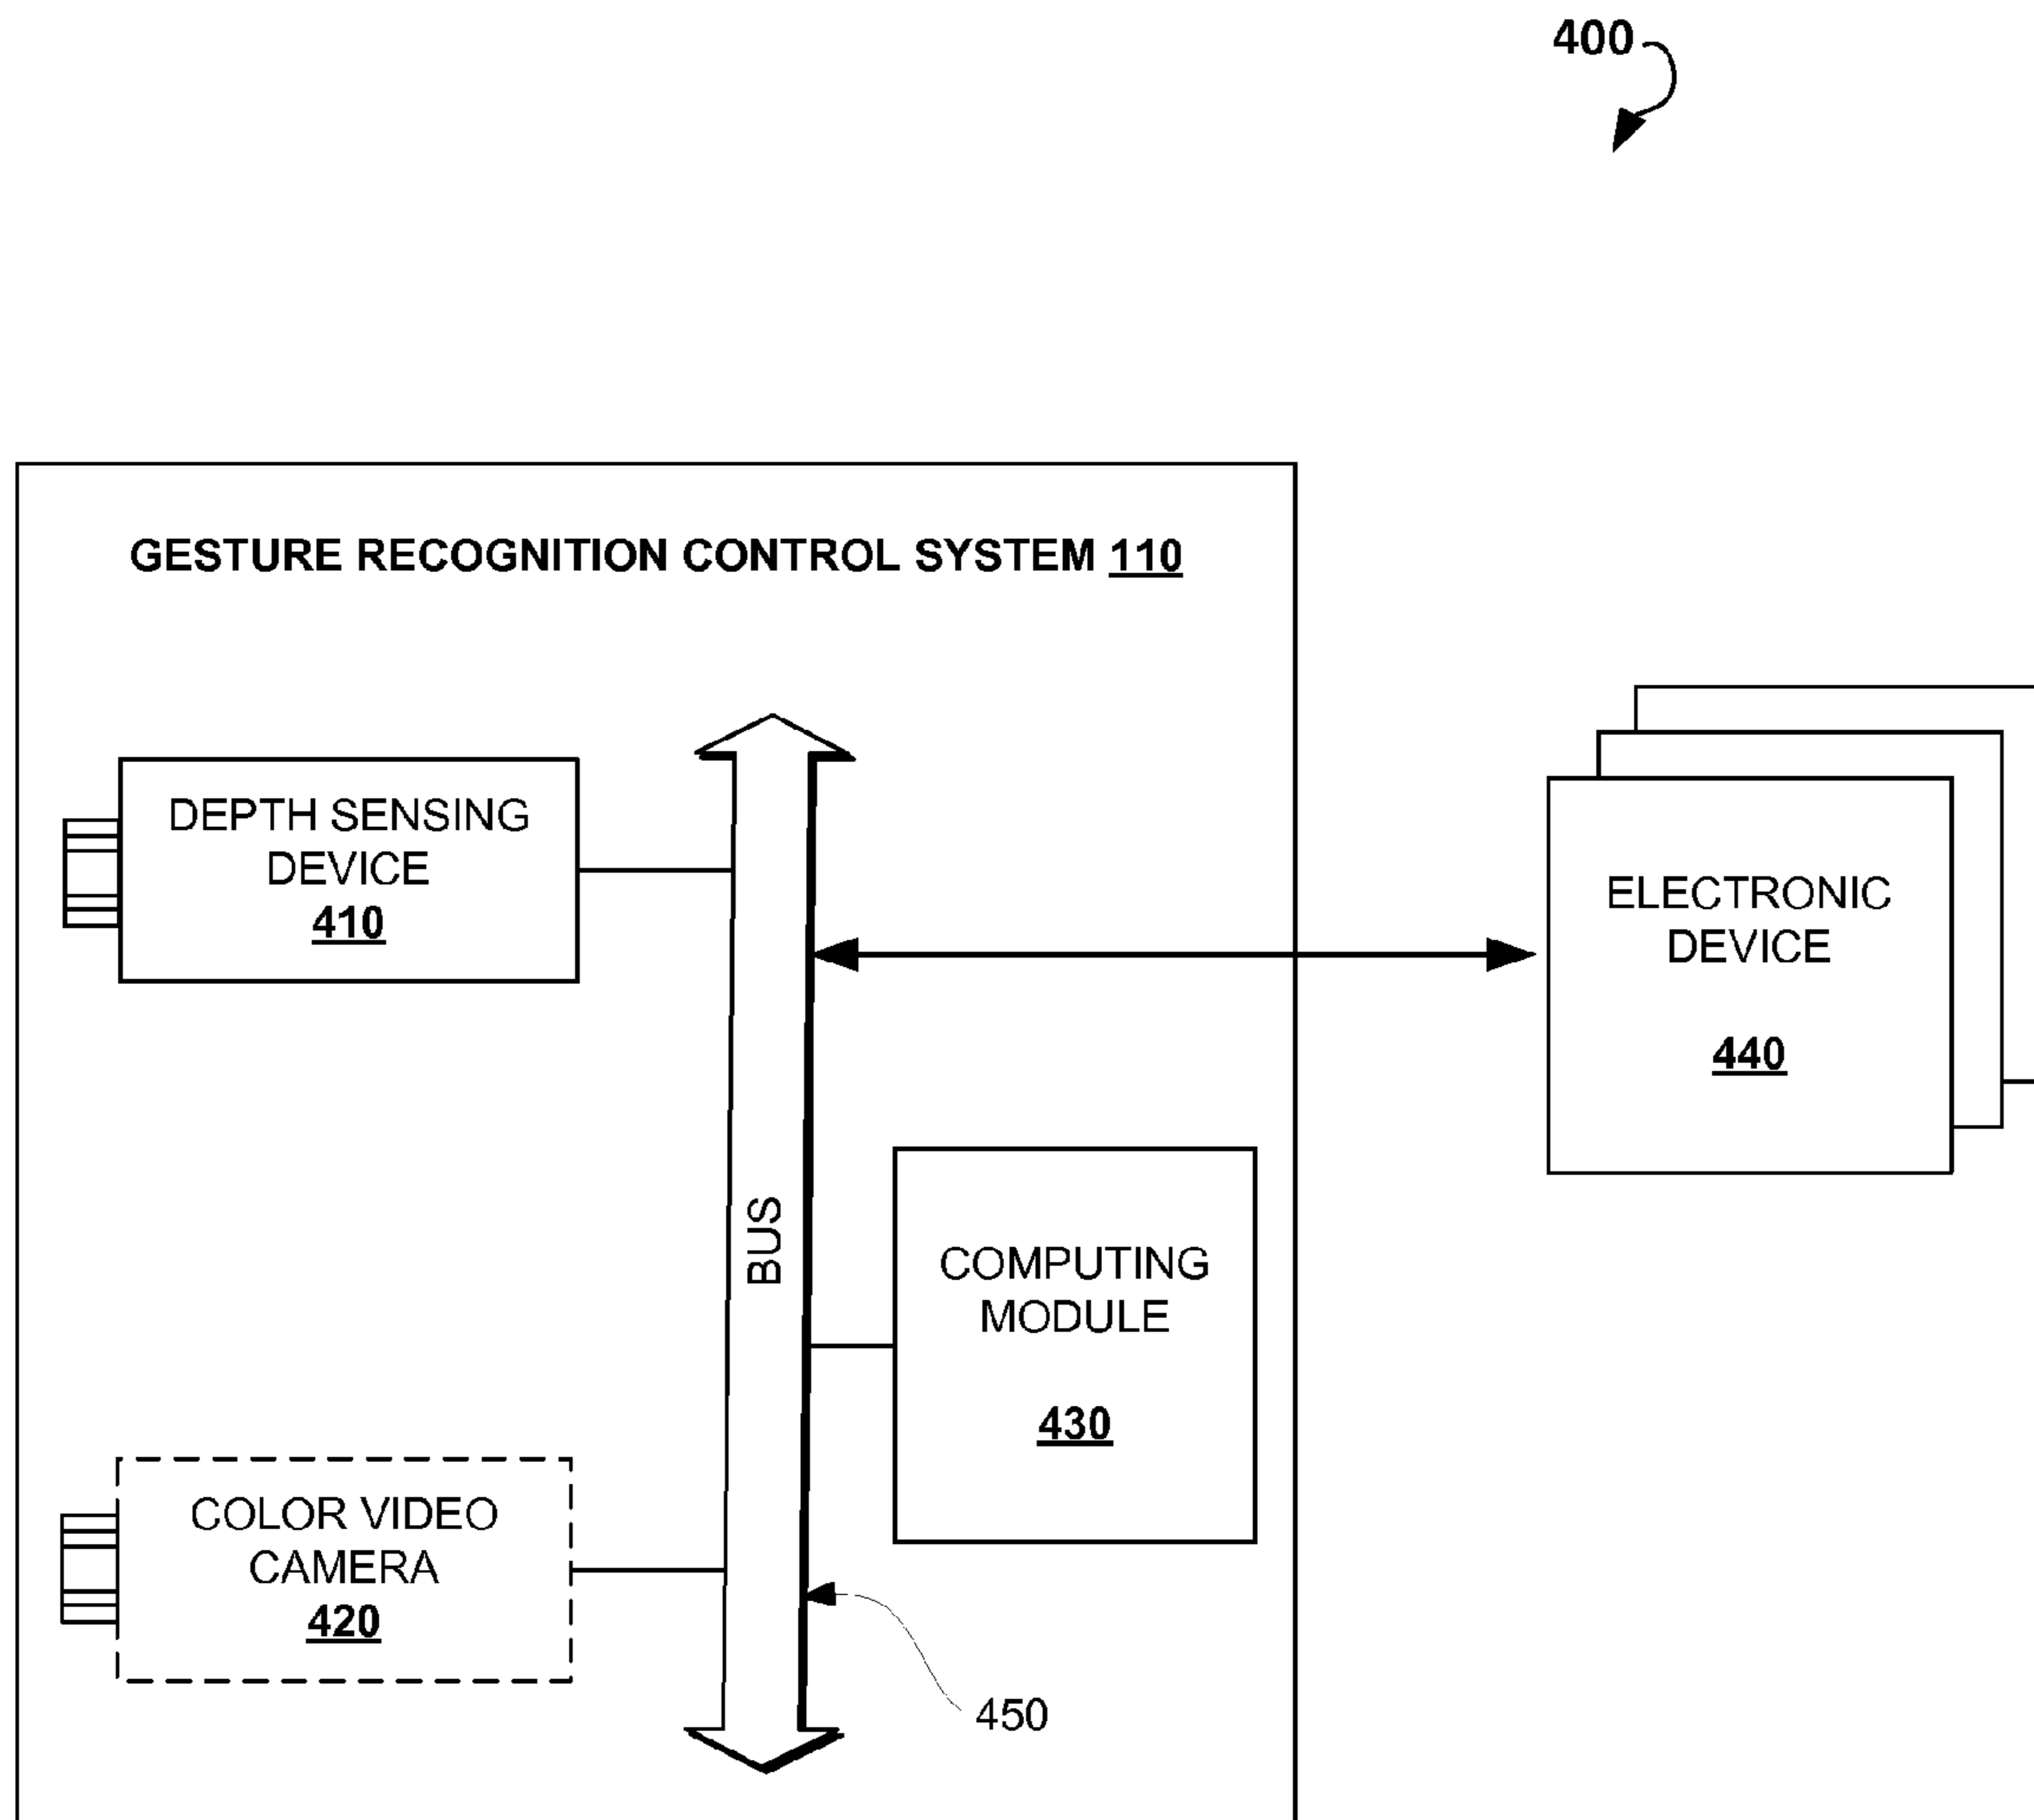 400
GESTURE RECOGNITION CONTROL SYSTEM 110
DEPTH SENSING
DEVICE
410
ELECTRONIC
DEVICE
440
BUS
COMPUTING
MODULE
430
COLOR VIDEO
CAMERA
420
450